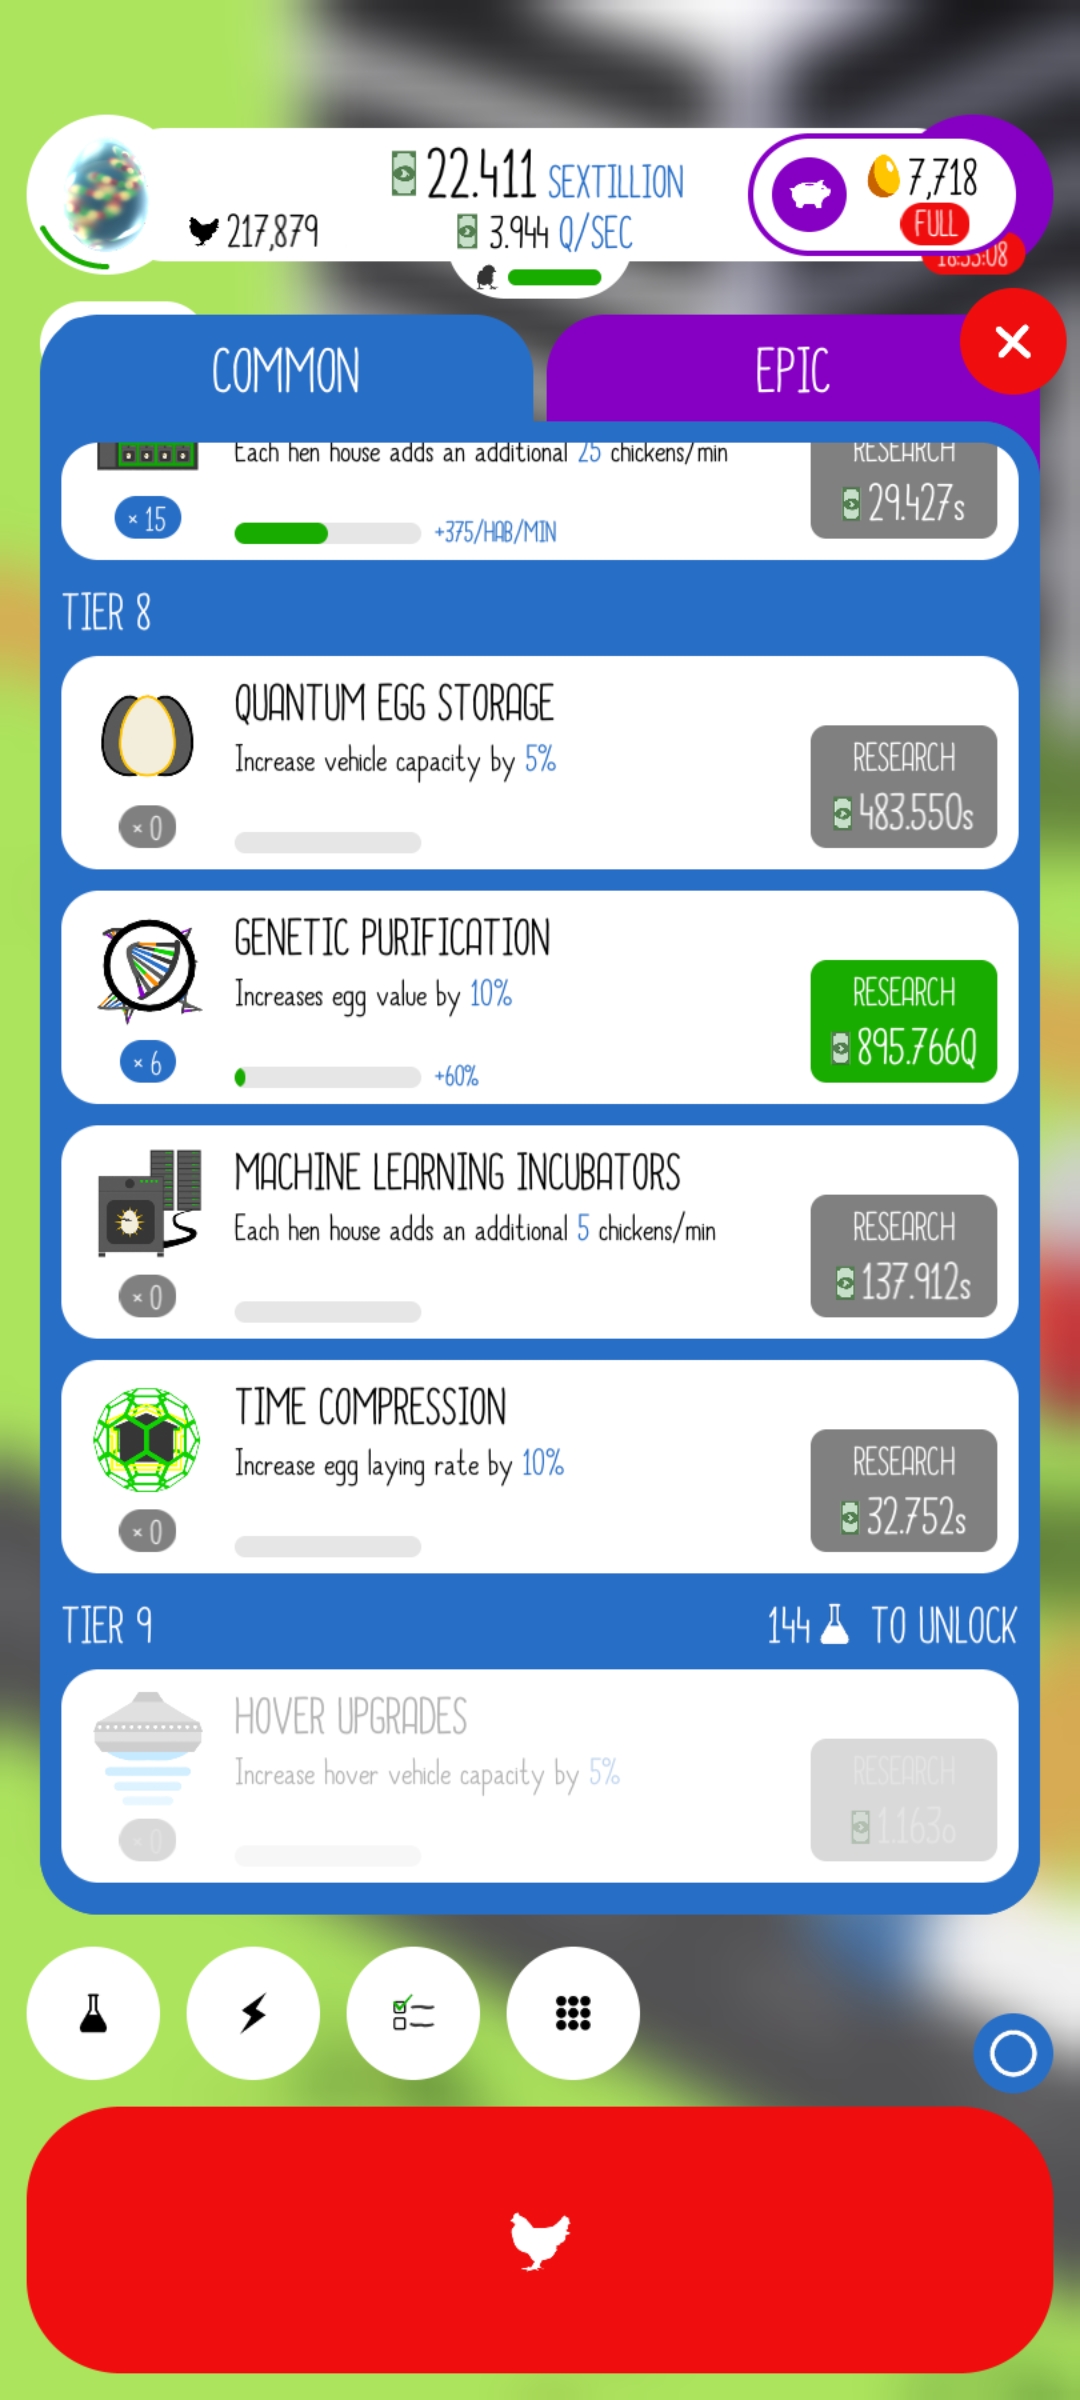 22.411 SEXTILLION
217,879
3.944 Q/SEC
7,718
FULL
16:53:08
COMMON
EPIC
Each hen house adds an additional 25 chickens/min
RESEARCH
29.427s
× 15
+375/HAB/MIN
TIER 8
QUANTUM EGG STORAGE
Increase vehicle capacity by 5%
RESEARCH
483.550s
× 0
GENETIC PURIFICATION
Increases egg value by 10%
RESEARCH
895.766Q
× 6
+60%
MACHINE LEARNING INCUBATORS
Each hen house adds an additional 5 chickens/min
RESEARCH
137.912s
× 0
TIME COMPRESSION
Increase egg laying rate by 10%
RESEARCH
32.752s
× 0
TIER 9
144 TO UNLOCK
HOVER UPGRADES
Increase hover vehicle capacity by 5%
RESEARCH
1.163o
× 0